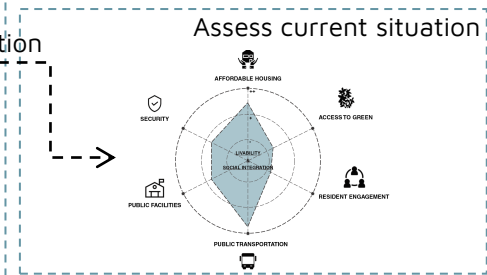 Assess current situation
tion
AFFORDABLE HOUSING
SECURITY
ACCESS TO GREEN
LIVABILITY
&
SOCIAL INTEGRATION
PUBLIC FACILITIES
RESIDENT ENGAGEMENT
PUBLIC TRANSPORTATION